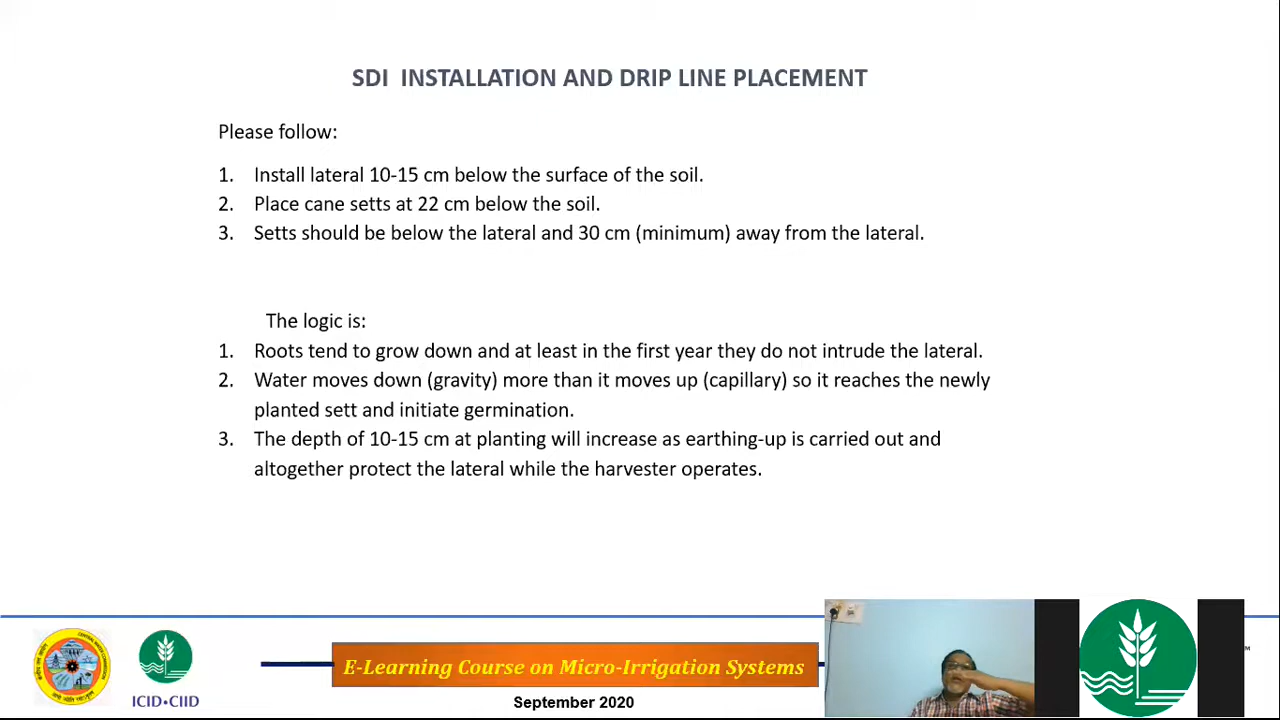 SDI INSTALLATION AND DRIP LINE PLACEMENT
Please follow:
1. Install lateral 10-15 cm below the surface of the soil.
2. Place cane setts at 22 cm below the soil.
3. Setts should be below the lateral and 30 cm (minimum) away from the lateral.
The logic is:
1. Roots tend to grow down and at least in the first year they do not intrude the lateral.
2. Water moves down (gravity) more than it moves up (capillary) so it reaches the newly
planted sett and initiate germination.
3. The depth of 10-15 cm at planting will increase as earthing-up is carried out and
altogether protect the lateral while the harvester operates.
ICID•CIID
E-Learning Course on Micro-Irrigation Systems
September 2020